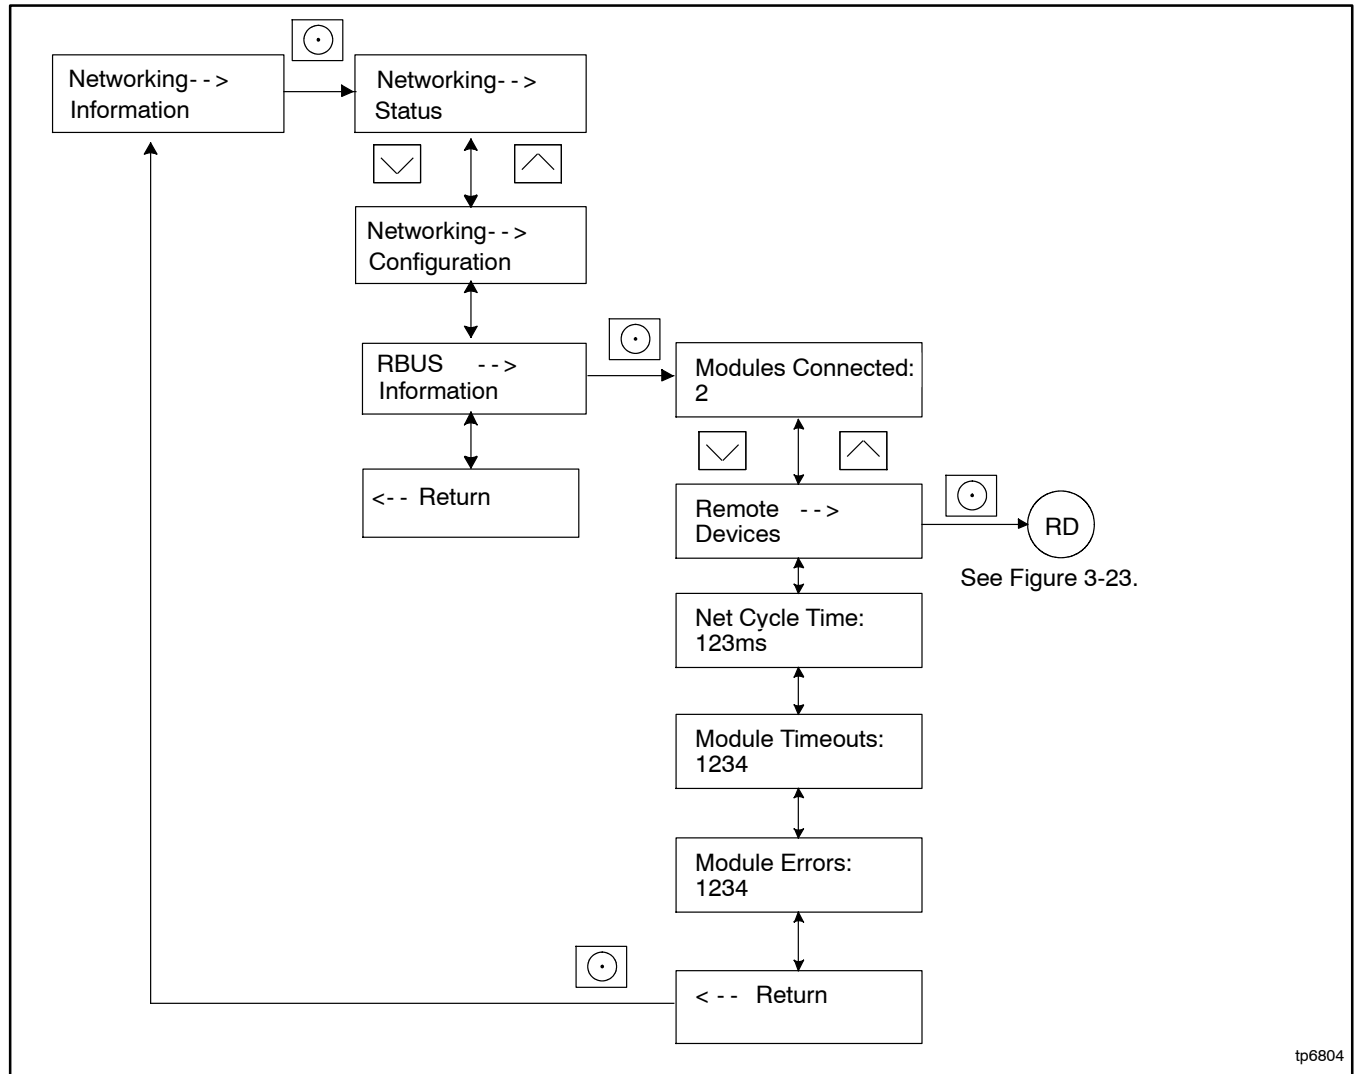 Networking- - >
Information
Networking- - >
Status
Networking- - >
Configuration
RBUS - - >
Information
<- - Return
Modules Connected:
2
Remote - - >
Devices
RD
See Figure 3-23.
Net Cycle Time:
123ms
Module Timeouts:
1234
Module Errors:
1234
< - - Return
tp6804